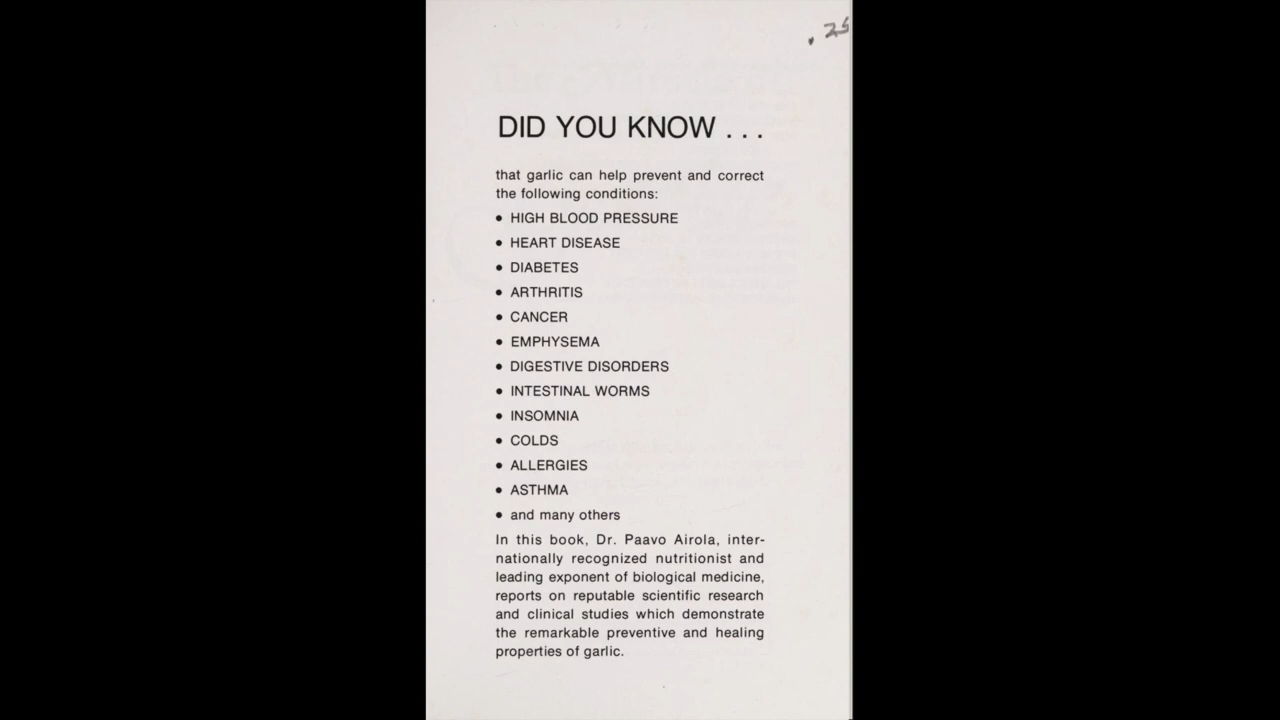 .25
DID YOU KNOW . . .
that garlic can help prevent and correct
the following conditions:
• HIGH BLOOD PRESSURE
• HEART DISEASE
• DIABETES
• ARTHRITIS
• CANCER
• EMPHYSEMA
• DIGESTIVE DISORDERS
• INTESTINAL WORMS
• INSOMNIA
• COLDS
• ALLERGIES
• ASTHMA
• and many others
In this book, Dr. Paavo Airola, inter-
nationally recognized nutritionist and
leading exponent of biological medicine,
reports on reputable scientific research
and clinical studies which demonstrate
the remarkable preventive and healing
properties of garlic.